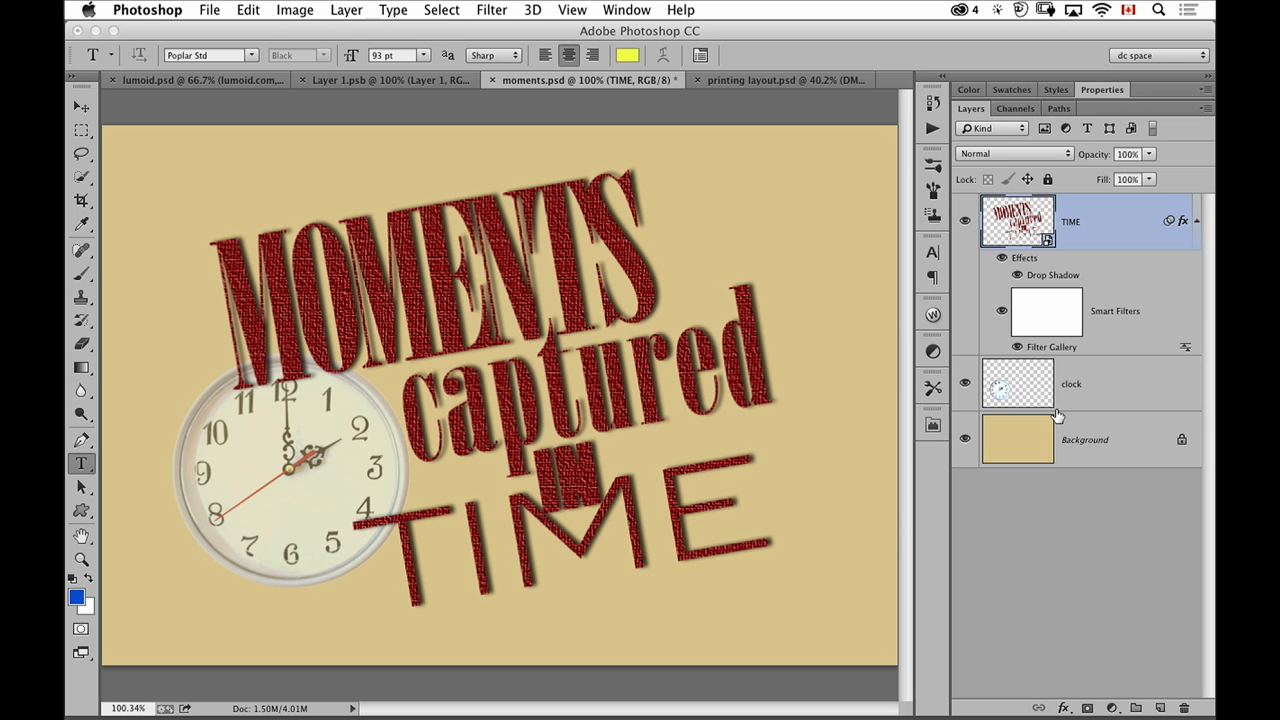 Photoshop File Edit Image Layer Type Select Filter 3D View Window Help 4
Adobe Photoshop CC
T T Poplar Std Black T 93 pt aa Sharp dc space
× lumoid.psd @ 66.7% (lumoid.com,... × Layer 1.psb @ 100% (Layer 1, RG... × moments.psd @ 100% (TIME, RGB/8) * × printing layout.psd @ 40.2% (DM...
Color Swatches Styles Properties
Layers Channels Paths
Kind T
Normal Opacity: 100%
Lock: Fill: 100%
TIME fx
Effects
Drop Shadow
Smart Filters
Filter Gallery
clock
Background
MOMENTS
captured
IN
TIME
12
11 1
10 2
9 3
8 4
7 5
6
A
T
100.34% Doc: 1.50M/4.01M
fx